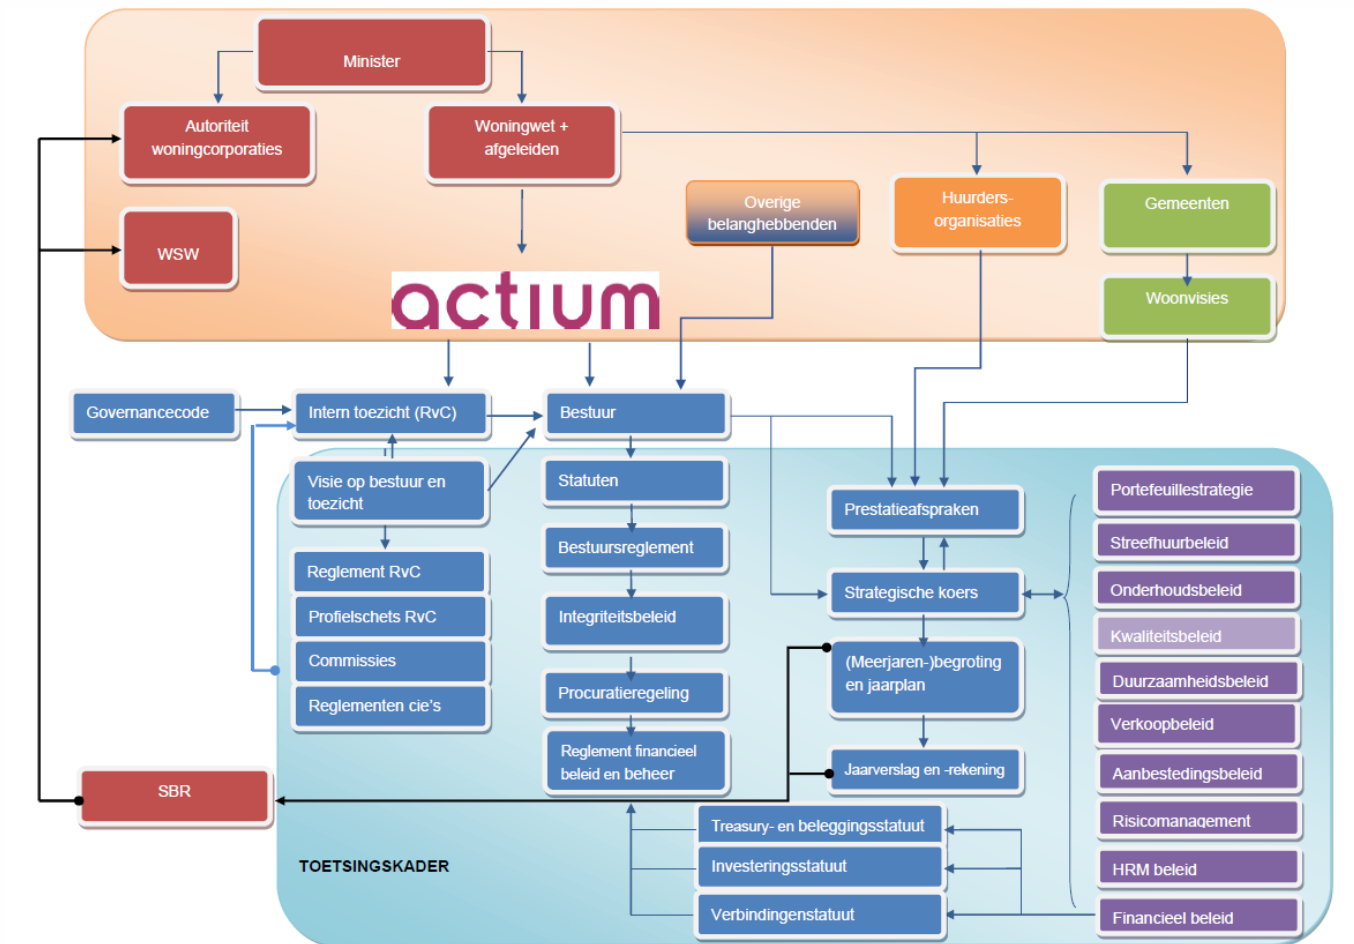 Minister
Autoriteit
woningcorporaties
Woningwet +
afgeleiden
WSW
Overige
belanghebbenden
Huurders-
organisaties
Gemeenten
Woonvisies
actium
Governancecode
Intern toezicht (RvC)
Bestuur
Visie op bestuur en
toezicht
Reglement RvC
Profielschets RvC
Commissies
Reglementen cie's
Statuten
Bestuursreglement
Integriteitsbeleid
Procuratieregeling
Reglement financieel
beleid en beheer
Prestatieafspraken
Strategische koers
(Meerjaren-)begroting
en jaarplan
Jaarverslag en -rekening
Portefeuillestrategie
Streefhuurbeleid
Onderhoudsbeleid
Kwaliteitsbeleid
Duurzaamheidsbeleid
Verkoopbeleid
Aanbestedingsbeleid
Risicomanagement
HRM beleid
Financieel beleid
SBR
Treasury- en beleggingsstatuut
Investeringsstatuut
Verbindingenstatuut
TOETSINGSKADER